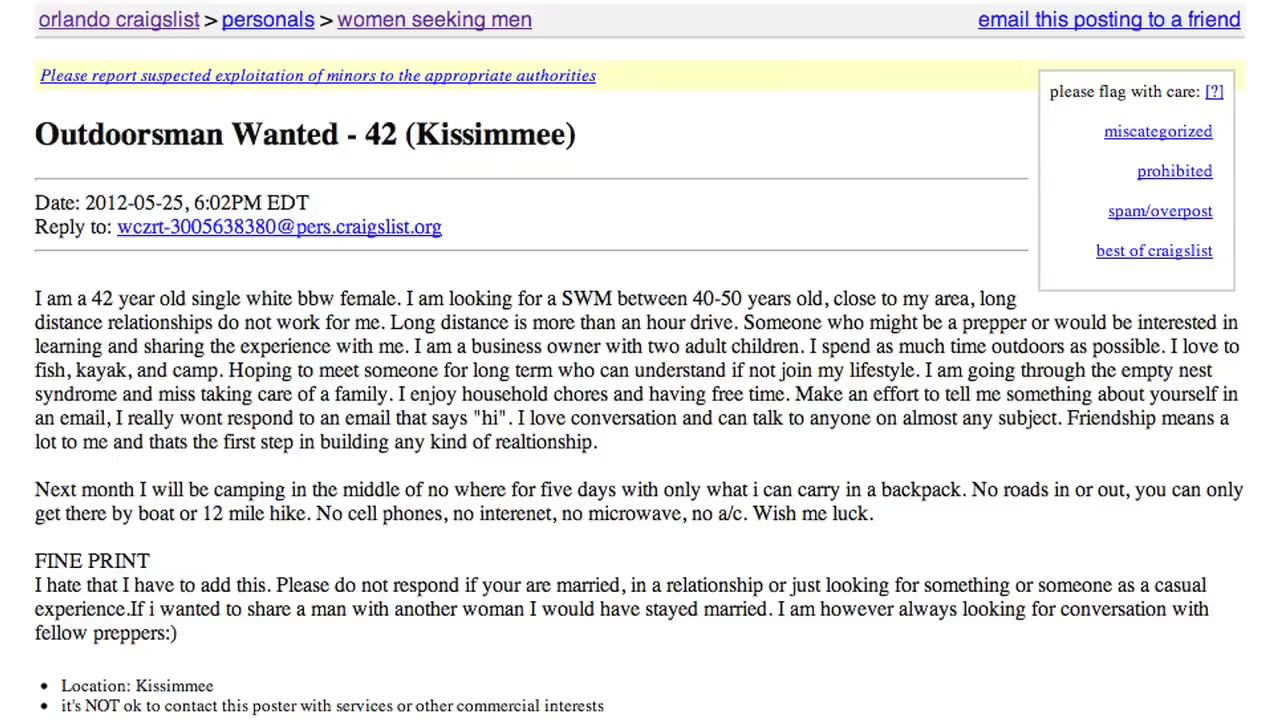 orlando craigslist > personals > women seeking men email this posting to a friend
Please report suspected exploitation of minors to the appropriate authorities
please flag with care: [?]
miscategorized
prohibited
spam/overpost
best of craigslist
Outdoorsman Wanted - 42 (Kissimmee)
Date: 2012-05-25, 6:02PM EDT
Reply to: wczrt-3005638380@pers.craigslist.org
I am a 42 year old single white bbw female. I am looking for a SWM between 40-50 years old, close to my area, long
distance relationships do not work for me. Long distance is more than an hour drive. Someone who might be a prepper or would be interested in
learning and sharing the experience with me. I am a business owner with two adult children. I spend as much time outdoors as possible. I love to
fish, kayak, and camp. Hoping to meet someone for long term who can understand if not join my lifestyle. I am going through the empty nest
syndrome and miss taking care of a family. I enjoy household chores and having free time. Make an effort to tell me something about yourself in
an email, I really wont respond to an email that says "hi". I love conversation and can talk to anyone on almost any subject. Friendship means a
lot to me and thats the first step in building any kind of realtionship.
Next month I will be camping in the middle of no where for five days with only what i can carry in a backpack. No roads in or out, you can only
get there by boat or 12 mile hike. No cell phones, no interenet, no microwave, no a/c. Wish me luck.
FINE PRINT
I hate that I have to add this. Please do not respond if your are married, in a relationship or just looking for something or someone as a casual
experience.If i wanted to share a man with another woman I would have stayed married. I am however always looking for conversation with
fellow preppers:)
• Location: Kissimmee
• it's NOT ok to contact this poster with services or other commercial interests